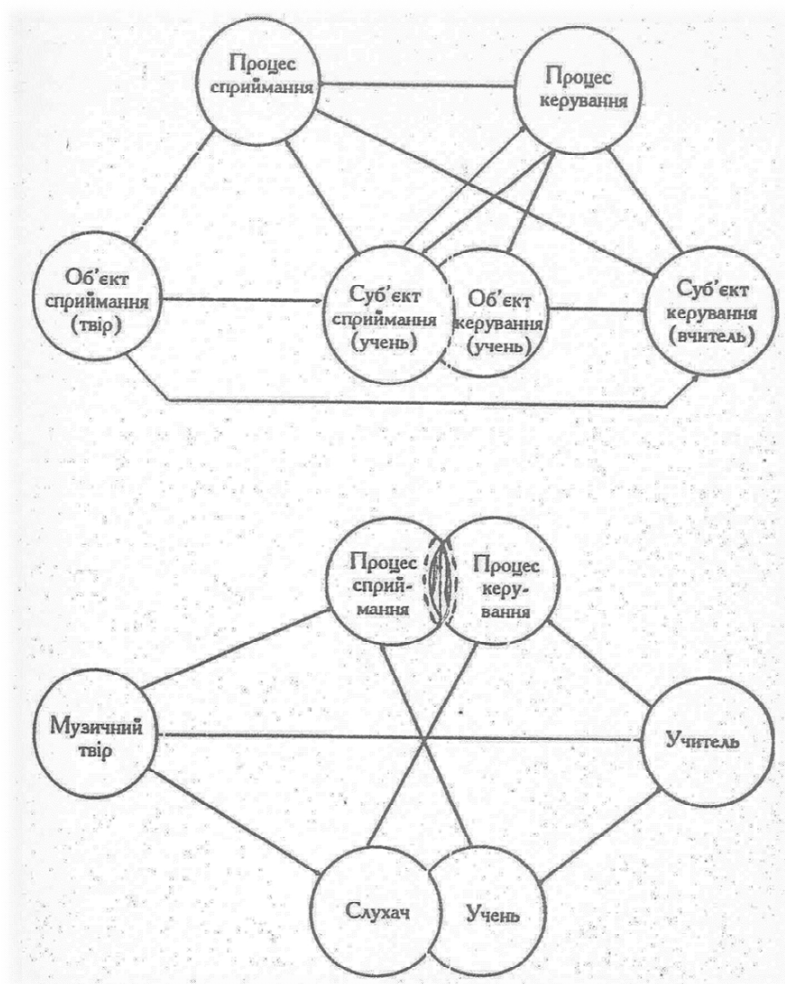 Процес
сприймання
Процес
керування
Об'єкт
сприймання
(твір)
Суб'єкт
сприймання
(учень)
Об'єкт
керування
(учень)
Суб'єкт
керування
(вчитель)
Процес
сприй-
мання
Процес
керу-
вання
Музичний
твір
Учитель
Слухач
Учень